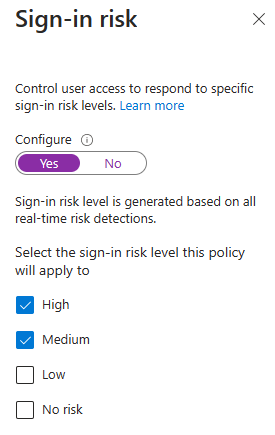 Sign-in risk
Control user access to respond to specific
sign-in risk levels. Learn more
Configure
Yes No
Sign-in risk level is generated based on all
real-time risk detections.
Select the sign-in risk level this policy
will apply to
High
Medium
Low
No risk